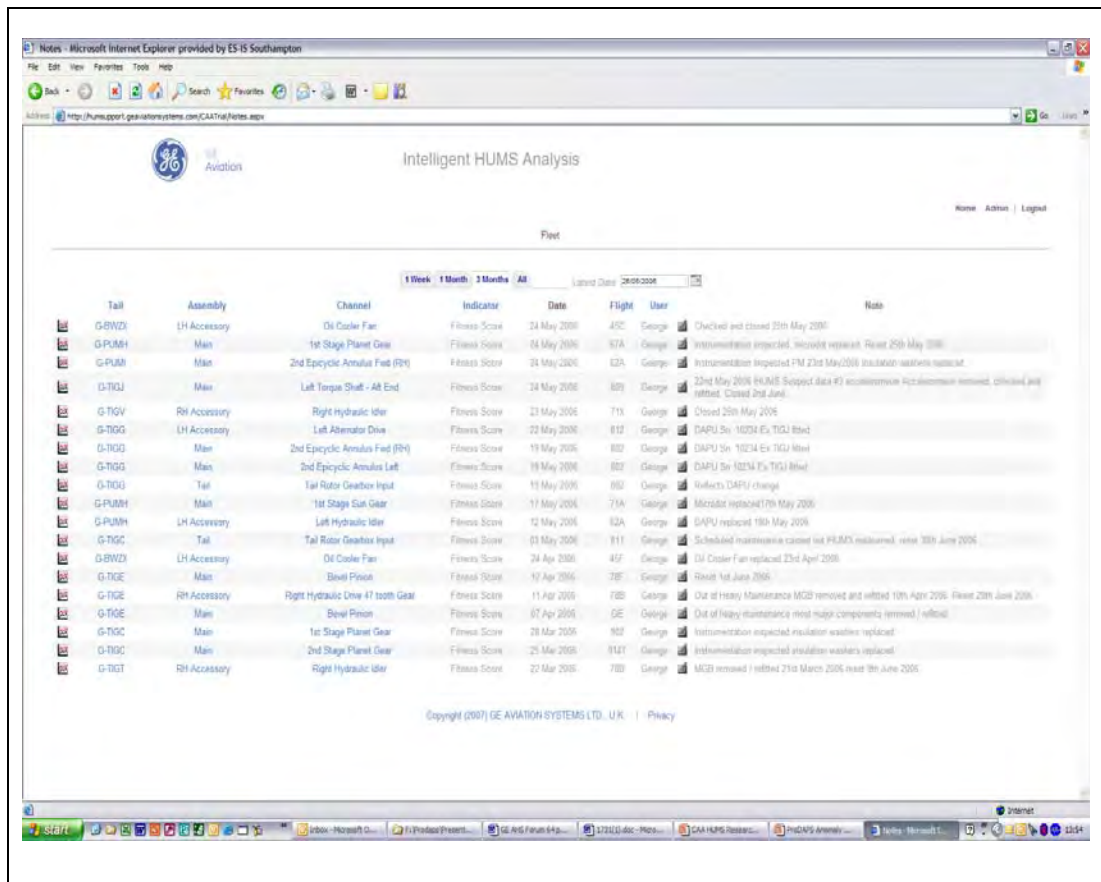 Notes - Microsoft Internet Explorer provided by ES-IS Southampton
File Edit View Favorites Tools Help
Back Search Favorites
Address http://humsupport.geaviationsystems.com/CAATrial/Notes.aspx Go Links
GE Aviation
Intelligent HUMS Analysis
Home Admin | Logout
Fleet
1 Week 1 Month 3 Months All Latest Date
Tail Assembly Channel Indicator Date Flight User Note
G-BWZX LH Accessory Oil Cooler Fan Fitness Score 24 May 2006 45C George Checked and closed 25th May 2006
G-PUMH Main 1st Stage Planet Gear Fitness Score 24 May 2006 67A George Instrumentation inspected, microdot replaced. Reset 25th May 2006
G-PUMI Main 2nd Epicyclic Annulus Fwd (RH) Fitness Score 24 May 2006 62A George Instrumentation inspected PM 23rd May2006 insulation washers replaced
G-TIGJ Main Left Torque Shaft - Aft End Fitness Score 24 May 2006 George 22nd May 2006 HUMS Suspect data #3 accelerometer Accelerometer removed, checked and
refitted. Closed 2nd June
G-TIGV RH Accessory Right Hydraulic Idler Fitness Score 23 May 2006 71X George Closed 26th May 2006
G-TIGG LH Accessory Left Alternator Drive Fitness Score 22 May 2006 812 George DAPU Sn 10234 Ex TIGJ fitted
G-TIGG Main 2nd Epicyclic Annulus Fwd (RH) Fitness Score 19 May 2006 802 George DAPU Sn 10234 Ex TIGJ fitted
G-TIGG Main 2nd Epicyclic Annulus Left Fitness Score 19 May 2006 802 George DAPU Sn 10234 Ex TIGJ fitted
G-TIGG Tail Tail Rotor Gearbox Input Fitness Score 19 May 2006 802 George Reflects DAPU change
G-PUMH Main 1st Stage Sun Gear Fitness Score 17 May 2006 71A George Microdot replaced17th May 2006
G-PUMH LH Accessory Left Hydraulic Idler Fitness Score 12 May 2006 62A George DAPU replaced 19th May 2006
G-TIGC Tail Tail Rotor Gearbox Input Fitness Score 03 May 2006 911 George Scheduled maintenance carried out HUMS reset 30th June 2006
G-BWZX LH Accessory Oil Cooler Fan Fitness Score 24 Apr 2006 45F George Oil Cooler Fan replaced 23rd April 2006
G-TIGE Main Bevel Pinion Fitness Score 12 Apr 2006 78F George Reset 1st June 2006
G-TIGE RH Accessory Right Hydraulic Drive 47 tooth Gear Fitness Score 11 Apr 2006 78B George Out of Heavy Maintenance MGB removed and refitted 10th April 2006. Reset 29th June 2006
G-TIGE Main Bevel Pinion Fitness Score 07 Apr 2006 GE George Out of heavy maintenance most major components removed / refitted
G-TIGC Main 1st Stage Planet Gear Fitness Score 28 Mar 2006 902 George Instrumentation inspected insulation washers replaced
G-TIGC Main 2nd Stage Planet Gear Fitness Score 25 Mar 2006 914T George Instrumentation inspected insulation washers replaced
G-TIGT RH Accessory Right Hydraulic Idler Fitness Score 22 Mar 2006 78B George MGB removed / refitted 21st March 2006 reset 9th June 2006
Copyright (2007) GE AVIATION SYSTEMS LTD., U.K. | Privacy
Internet
start Inbox - Microsoft O... GE AHS Forum 64 p... 1721(1).doc - Micro... CAA HUMS Researc... ProDAPS Anomaly ... Notes - Microsoft I... 13:54